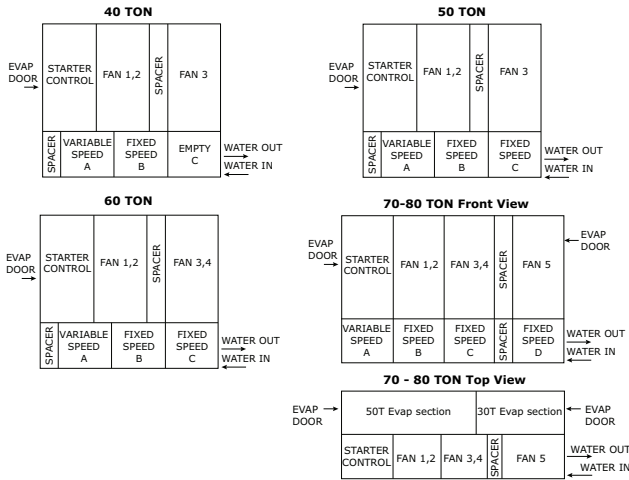 40 TON
EVAP
DOOR
STARTER
CONTROL
FAN 1,2
SPACER
FAN 3
SPACER
VARIABLE
SPEED
A
FIXED
SPEED
B
EMPTY
C
WATER OUT
WATER IN
50 TON
EVAP
DOOR
STARTER
CONTROL
FAN 1,2
SPACER
FAN 3
SPACER
VARIABLE
SPEED
A
FIXED
SPEED
B
FIXED
SPEED
C
WATER OUT
WATER IN
60 TON
EVAP
DOOR
STARTER
CONTROL
FAN 1,2
SPACER
FAN 3,4
SPACER
VARIABLE
SPEED
A
FIXED
SPEED
B
FIXED
SPEED
C
WATER OUT
WATER IN
70-80 TON Front View
EVAP
DOOR
STARTER
CONTROL
FAN 1,2
FAN 3,4
SPACER
FAN 5
EVAP
DOOR
VARIABLE
SPEED
A
FIXED
SPEED
B
FIXED
SPEED
C
SPACER
FIXED
SPEED
D
WATER OUT
WATER IN
70 - 80 TON Top View
EVAP
DOOR
50T Evap section
30T Evap section
EVAP
DOOR
STARTER
CONTROL
FAN 1,2
FAN 3,4
SPACER
FAN 5
WATER OUT
WATER IN